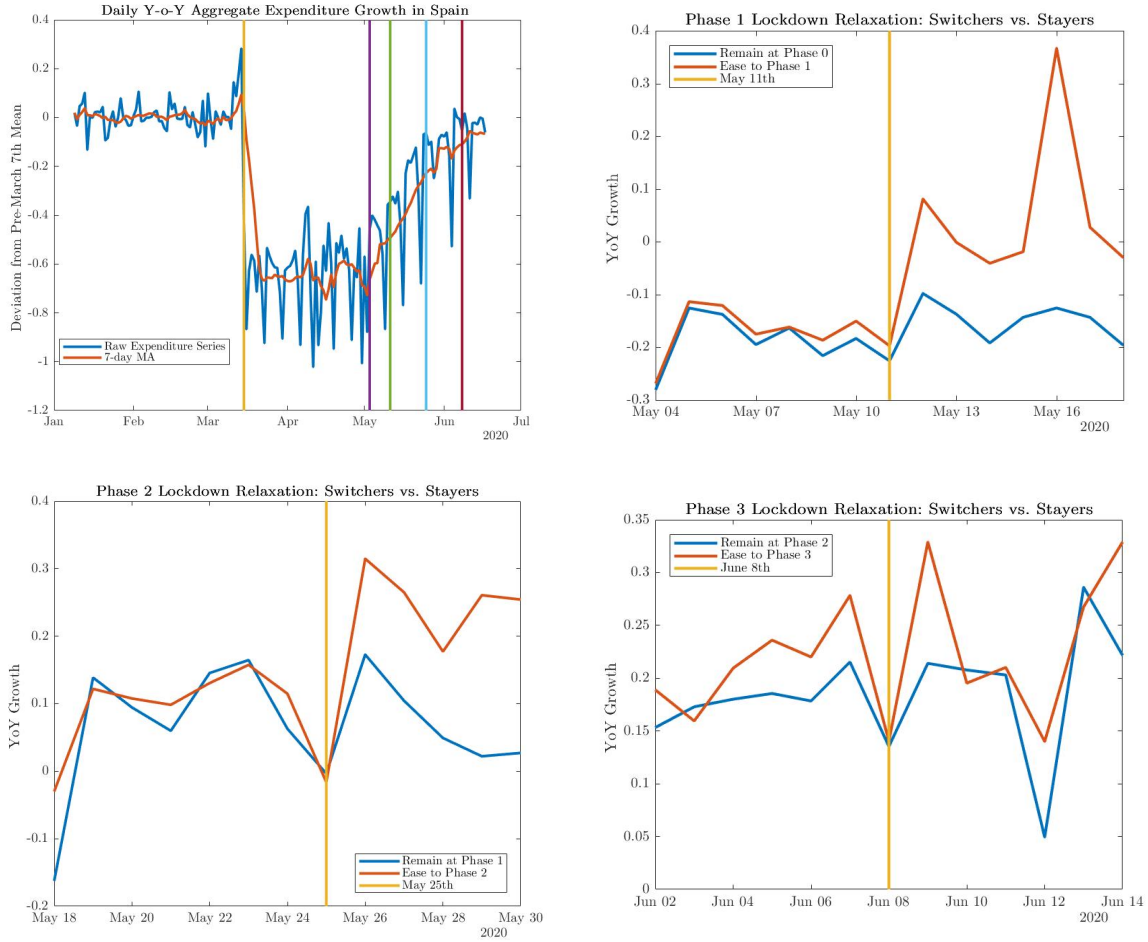 Daily Y-o-Y Aggregate Expenditure Growth in Spain
Deviation from Pre-March 7th Mean
0.4
0.2
0
-0.2
-0.4
-0.6
-0.8
-1
-1.2
Raw Expenditure Series
7-day MA
Jan Feb Mar Apr May Jun Jul
2020
Phase 1 Lockdown Relaxation: Switchers vs. Stayers
YoY Growth
0.4
0.3
0.2
0.1
0
-0.1
-0.2
-0.3
Remain at Phase 0
Ease to Phase 1
May 11th
May 04 May 07 May 10 May 13 May 16
2020
Phase 2 Lockdown Relaxation: Switchers vs. Stayers
YoY Growth
0.4
0.3
0.2
0.1
0
-0.1
-0.2
Remain at Phase 1
Ease to Phase 2
May 25th
May 18 May 20 May 22 May 24 May 26 May 28 May 30
2020
Phase 3 Lockdown Relaxation: Switchers vs. Stayers
YoY Growth
0.35
0.3
0.25
0.2
0.15
0.1
0.05
0
Remain at Phase 2
Ease to Phase 3
June 8th
Jun 02 Jun 04 Jun 06 Jun 08 Jun 10 Jun 12 Jun 14
2020